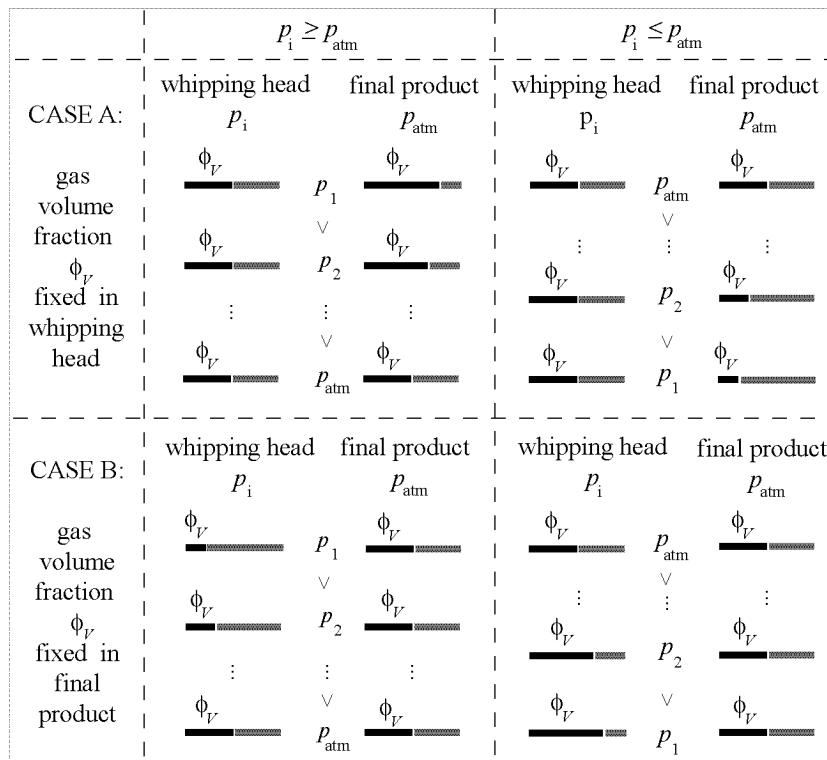 p_i ≥ p_atm
p_i ≤ p_atm
CASE A:
gas
volume
fraction
ϕ_V
fixed in
whipping
head
whipping head final product
p_i p_atm
ϕ_V ϕ_V
p_1
∨
ϕ_V ϕ_V
p_2
⋮ ⋮ ⋮
∨
ϕ_V ϕ_V
p_atm
whipping head final product
p_i p_atm
ϕ_V ϕ_V
p_atm
∨
⋮ ⋮ ⋮
ϕ_V ϕ_V
p_2
∨
ϕ_V ϕ_V
p_1
CASE B:
gas
volume
fraction
ϕ_V
fixed in
final
product
whipping head final product
p_i p_atm
ϕ_V ϕ_V
p_1
∨
ϕ_V ϕ_V
p_2
⋮ ⋮ ⋮
∨
ϕ_V ϕ_V
p_atm
whipping head final product
p_i p_atm
ϕ_V ϕ_V
p_atm
∨
⋮ ⋮ ⋮
ϕ_V ϕ_V
p_2
∨
ϕ_V ϕ_V
p_1